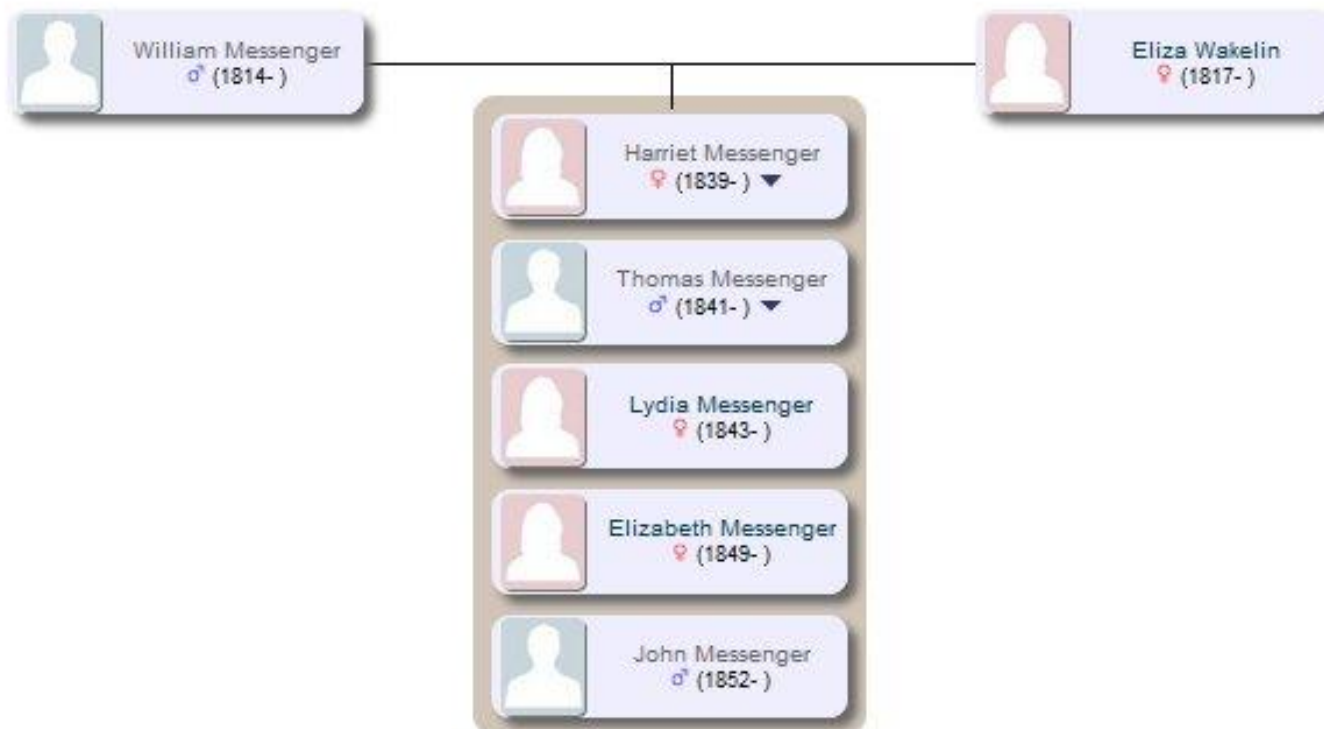 William Messenger
♂ (1814- )
Eliza Wakelin
♀ (1817- )
Harriet Messenger
♀ (1839- ) ▼
Thomas Messenger
♂ (1841- ) ▼
Lydia Messenger
♀ (1843- )
Elizabeth Messenger
♀ (1849- )
John Messenger
♂ (1852- )